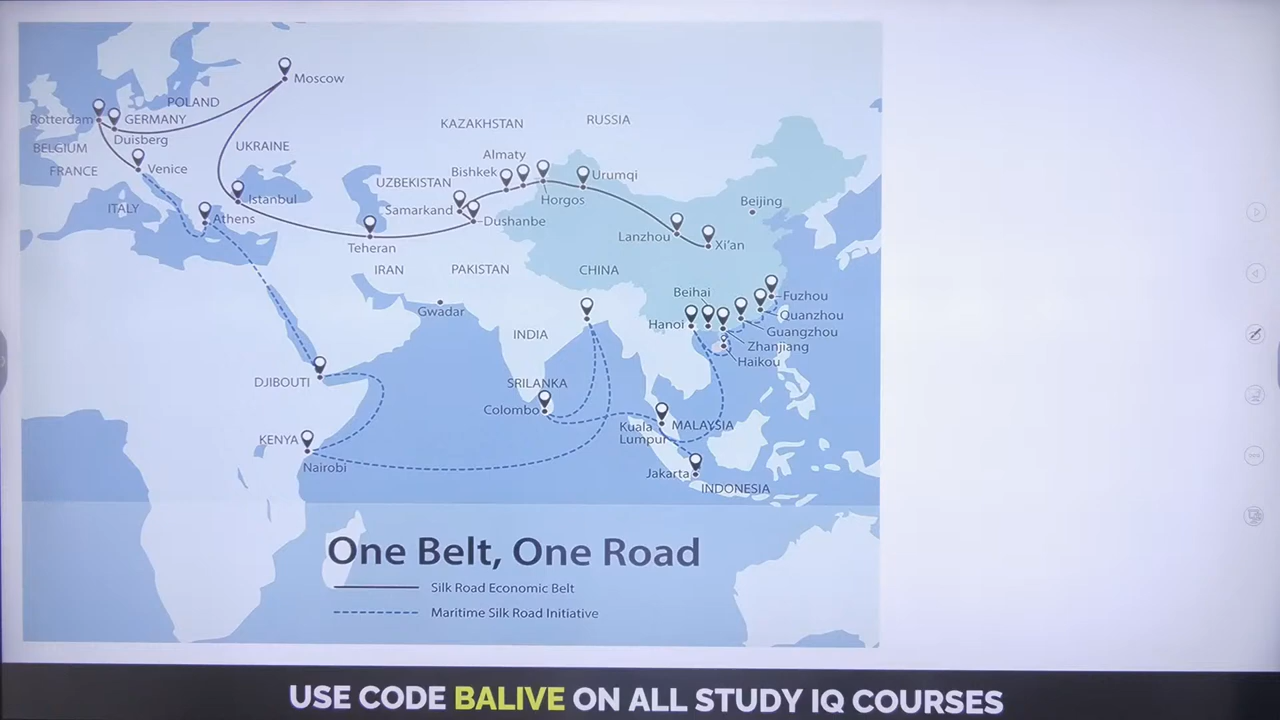 Moscow
POLAND
Rotterdam
GERMANY
Duisberg
BELGIUM
FRANCE
Venice
UKRAINE
ITALY
Istanbul
Athens
KAZAKHSTAN
RUSSIA
Almaty
Bishkek
Urumqi
UZBEKISTAN
Horgos
Samarkand
Dushanbe
Beijing
Lanzhou
Xi'an
Teheran
IRAN
PAKISTAN
CHINA
Gwadar
Beihai
Fuzhou
Quanzhou
Hanoi
Guangzhou
INDIA
Zhanjiang
Haikou
DJIBOUTI
SRILANKA
Colombo
Kuala
Lumpur
MALAYSIA
KENYA
Nairobi
Jakarta
INDONESIA
One Belt, One Road
Silk Road Economic Belt
Maritime Silk Road Initiative
USE CODE BALIVE ON ALL STUDY IQ COURSES